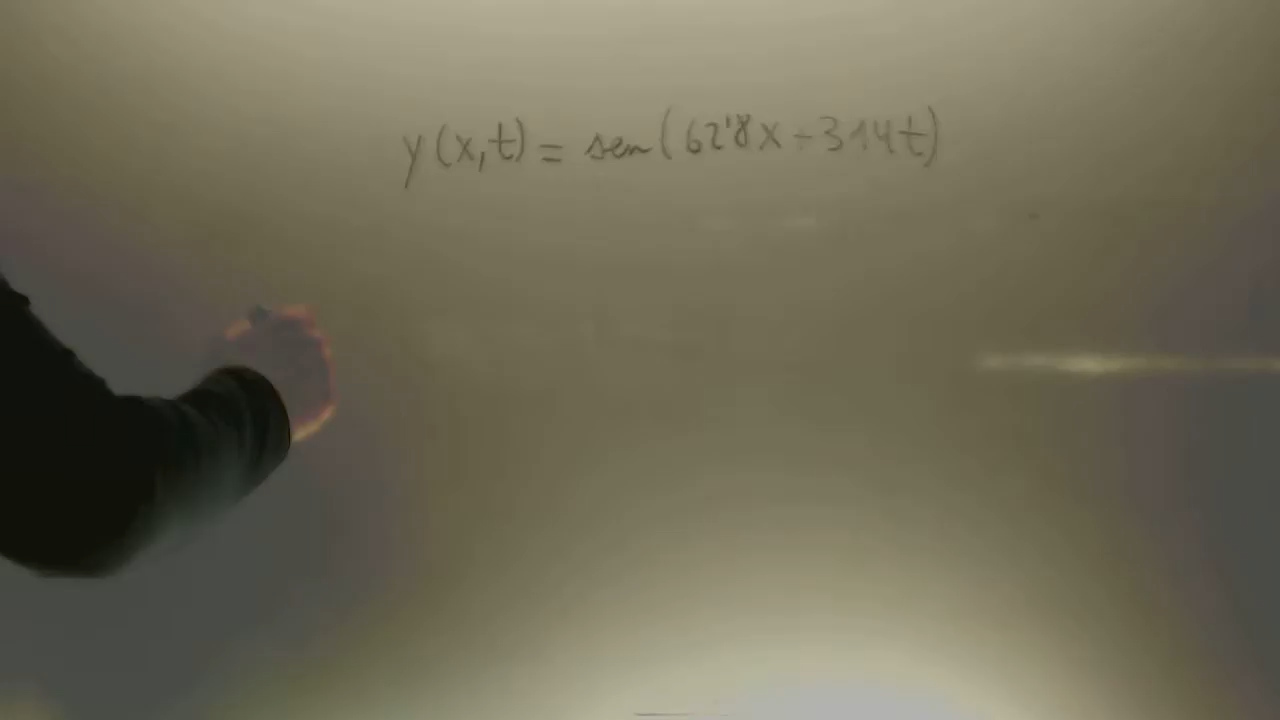 y(x,t) = sen(62'8x - 314t)